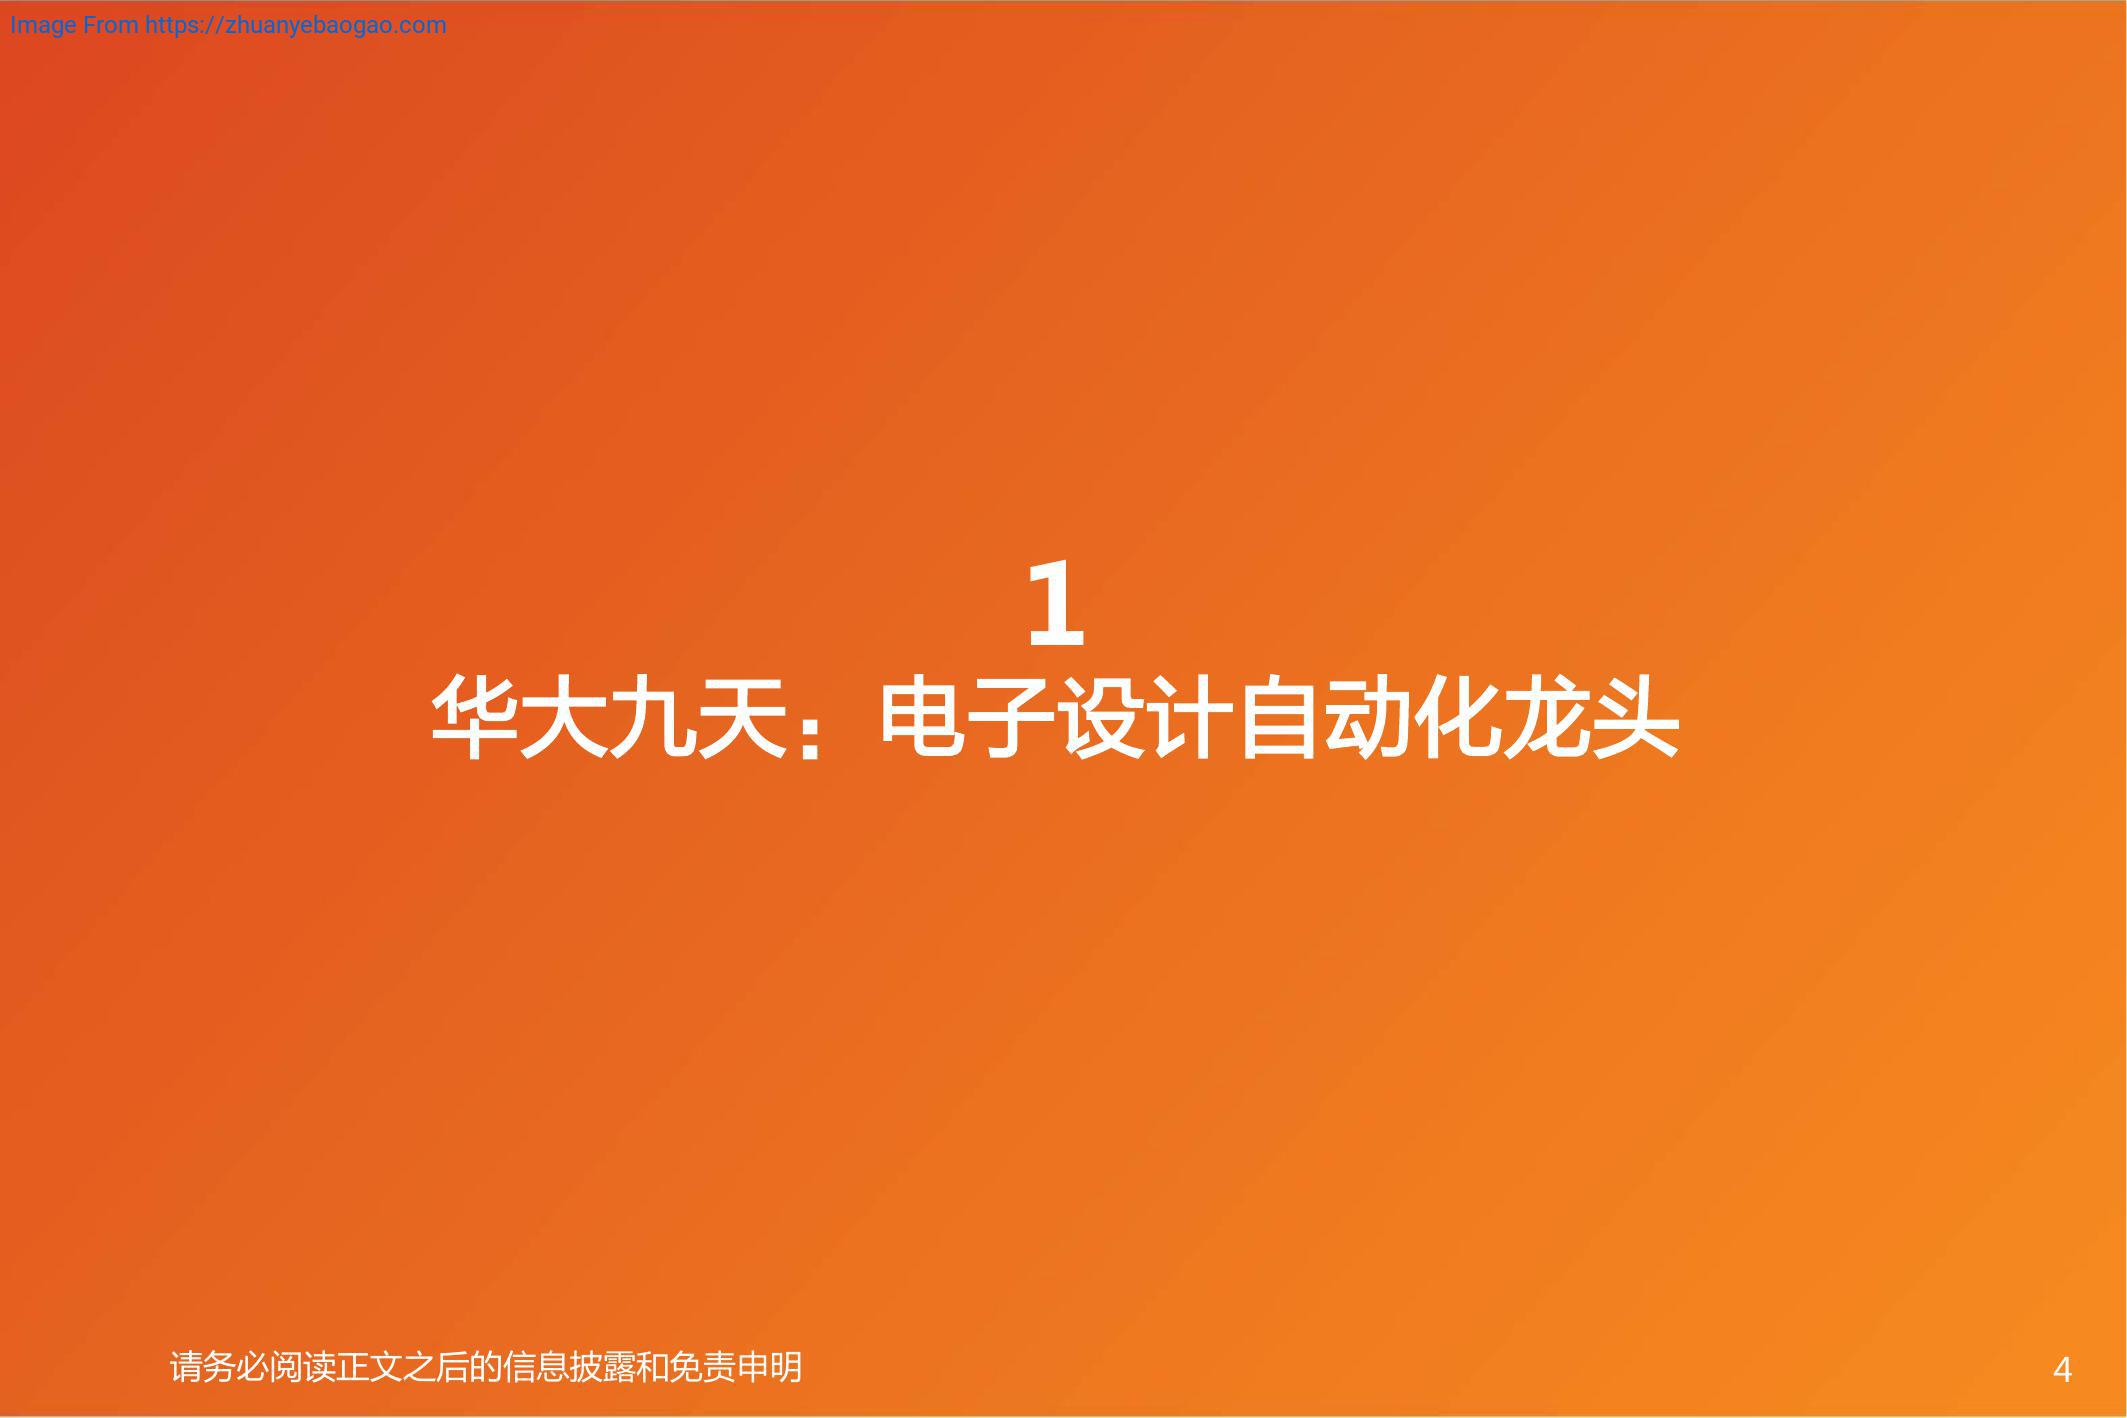 Image From https://zhuanyebaogao.com
1
华大九天：电子设计自动化龙头
请务必阅读正文之后的信息披露和免责申明
4